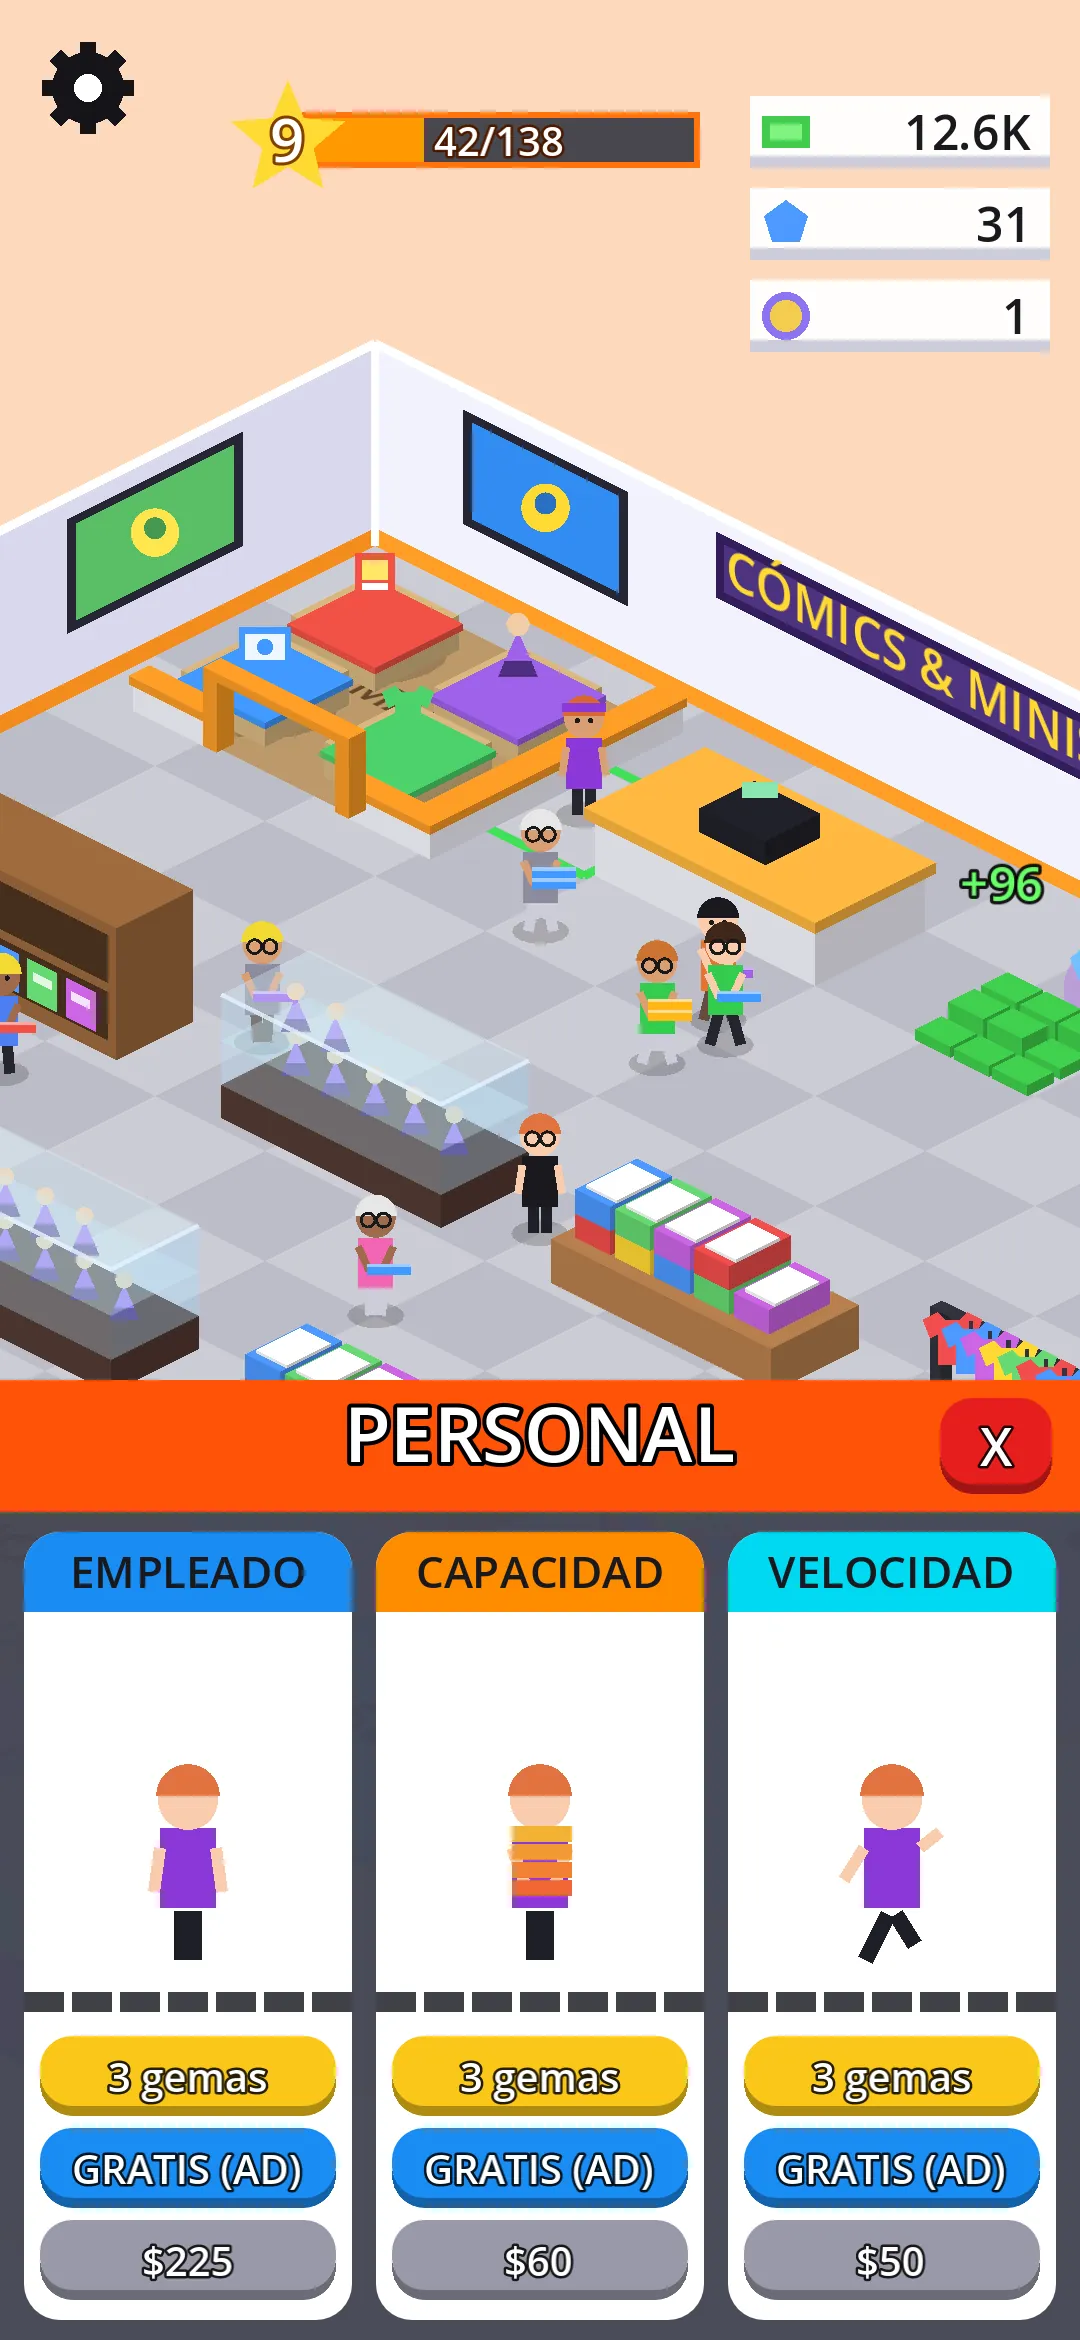 9
42/138
12.6K
31
1
CÓMICS & MINIS
+96
PERSONAL
X
EMPLEADO
CAPACIDAD
VELOCIDAD
3 gemas
3 gemas
3 gemas
GRATIS (AD)
GRATIS (AD)
GRATIS (AD)
$225
$60
$50